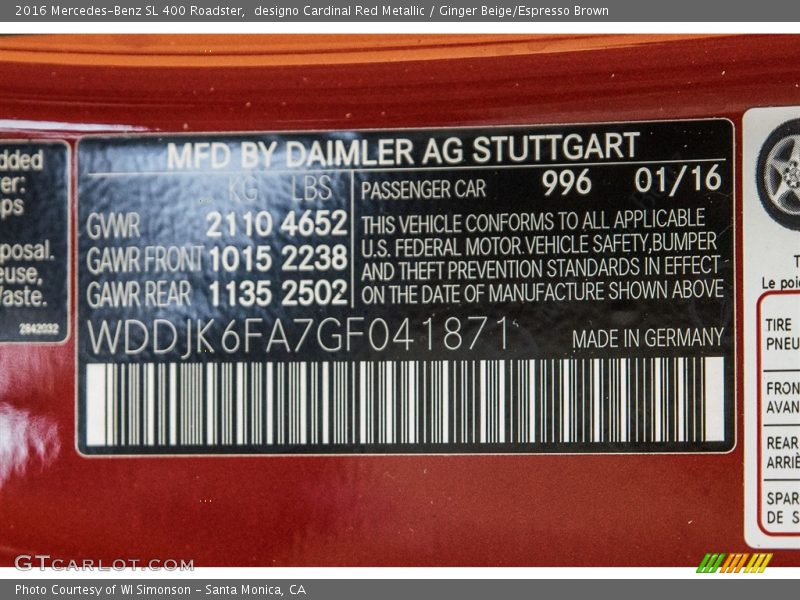 2016 Mercedes-Benz SL 400 Roadster,  designo Cardinal Red Metallic / Ginger Beige/Espresso Brown
MFD BY DAIMLER AG STUTTGART
KG LBS
GWR 2110 4652
GAWR FRONT 1015 2238
GAWR REAR 1135 2502
PASSENGER CAR 996 01/16
THIS VEHICLE CONFORMS TO ALL APPLICABLE
U.S. FEDERAL MOTOR VEHICLE SAFETY,BUMPER
AND THEFT PREVENTION STANDARDS IN EFFECT
ON THE DATE OF MANUFACTURE SHOWN ABOVE
WDDJK6FA7GF041871 MADE IN GERMANY
dded
er:
ps
posal.
euse,
aste.
2842032
T
Le poi
TIRE
PNEU
FRON
AVAN
REAR
ARRIÈ
SPAR
DE S
GTCARLOT.COM
Photo Courtesy of WI Simonson - Santa Monica, CA